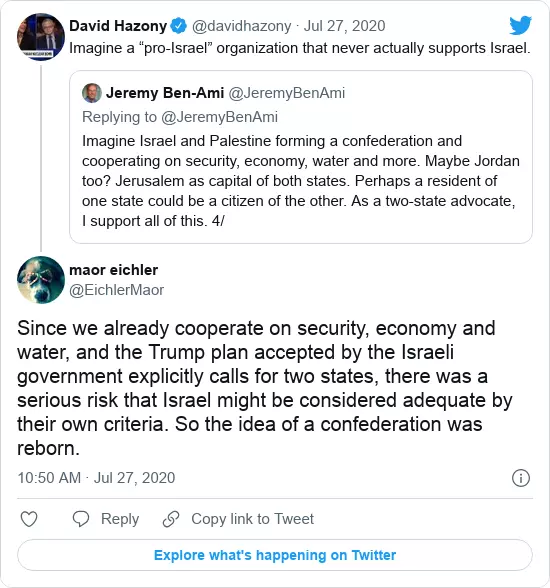 David Hazony @davidhazony · Jul 27, 2020
Imagine a “pro-Israel” organization that never actually supports Israel.
Jeremy Ben-Ami @JeremyBenAmi
Replying to @JeremyBenAmi
Imagine Israel and Palestine forming a confederation and
cooperating on security, economy, water and more. Maybe Jordan
too? Jerusalem as capital of both states. Perhaps a resident of
one state could be a citizen of the other. As a two-state advocate,
I support all of this. 4/
maor eichler
@EichlerMaor
Since we already cooperate on security, economy and
water, and the Trump plan accepted by the Israeli
government explicitly calls for two states, there was a
serious risk that Israel might be considered adequate by
their own criteria. So the idea of a confederation was
reborn.
10:50 AM · Jul 27, 2020
Reply
Copy link to Tweet
Explore what's happening on Twitter